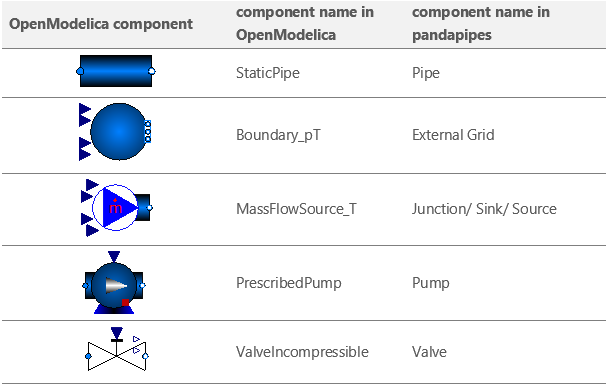 OpenModelica component
component name in
OpenModelica
component name in
pandapipes
StaticPipe
Pipe
Boundary_pT
External Grid
ṁ
MassFlowSource_T
Junction/ Sink/ Source
PrescribedPump
Pump
ValveIncompressible
Valve